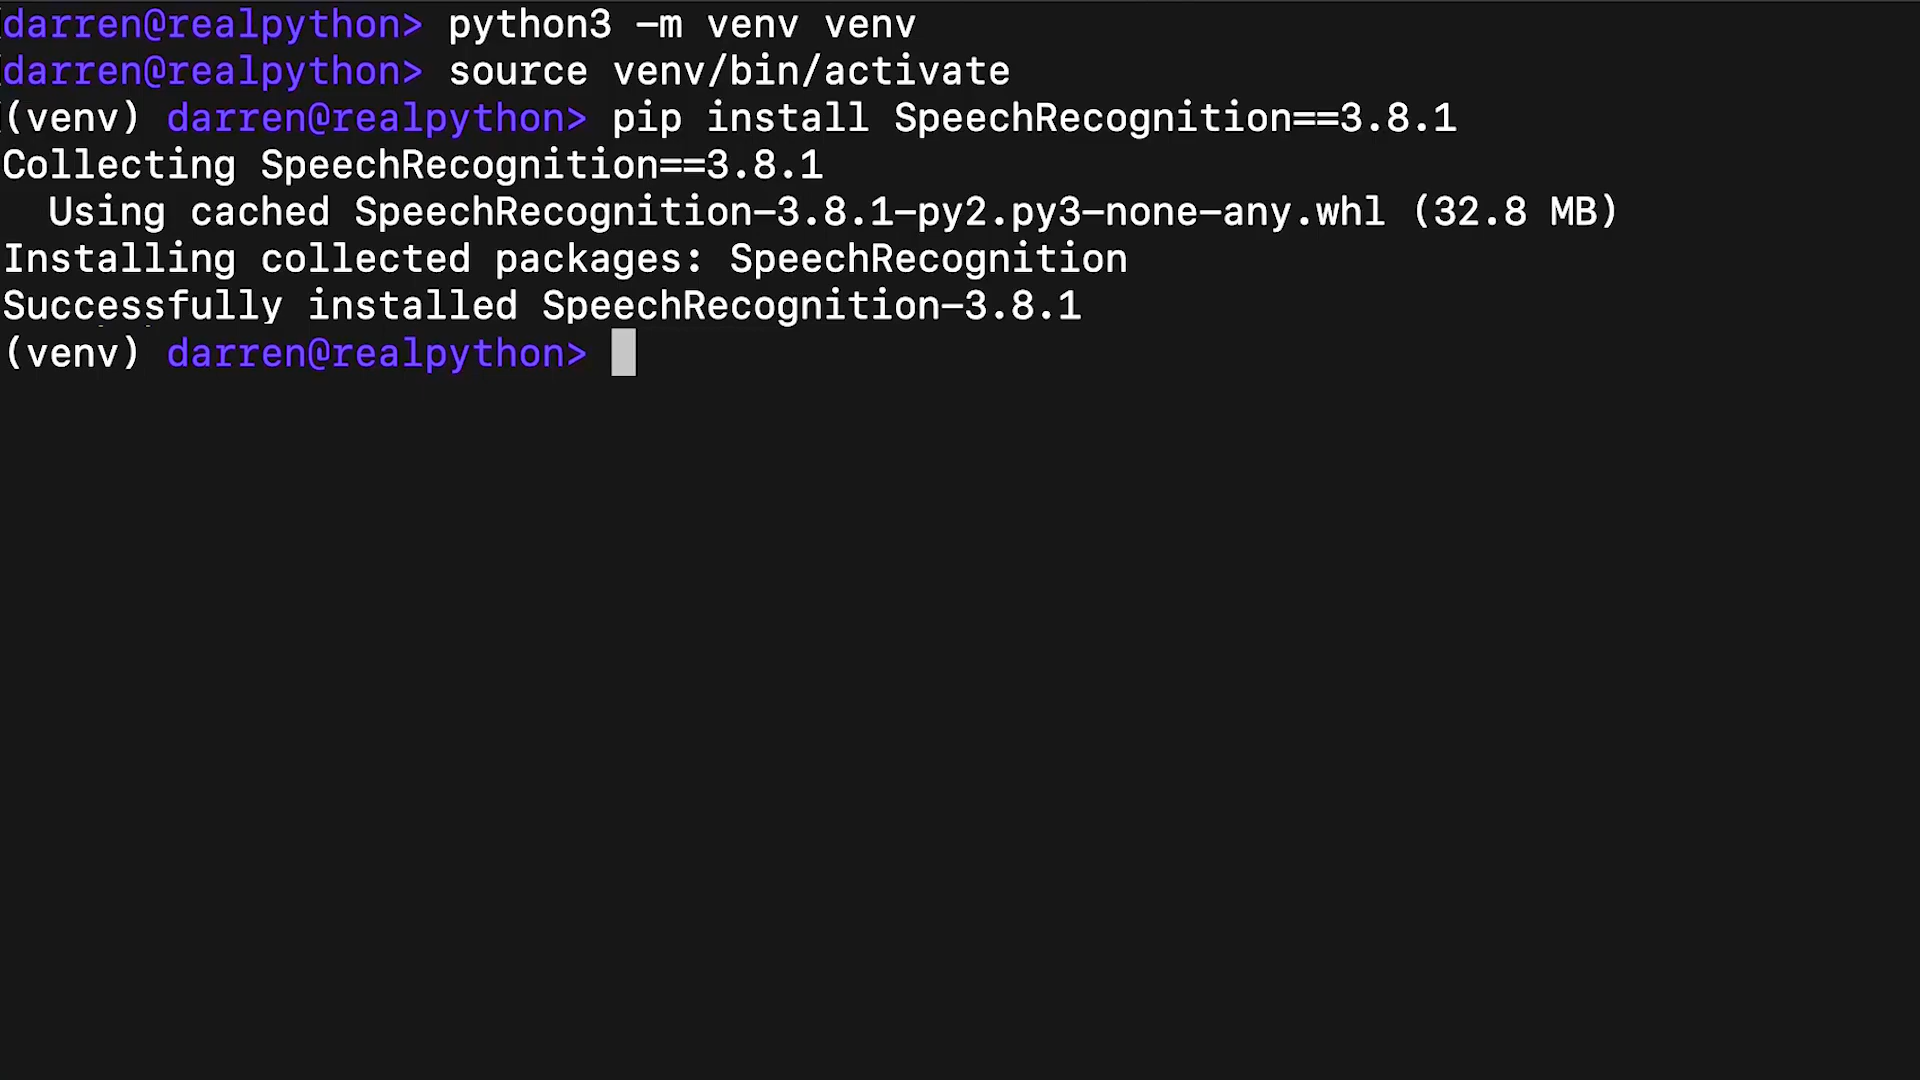 darren@realpython> python3 -m venv venv
darren@realpython> source venv/bin/activate
(venv) darren@realpython> pip install SpeechRecognition==3.8.1
Collecting SpeechRecognition==3.8.1
  Using cached SpeechRecognition-3.8.1-py2.py3-none-any.whl (32.8 MB)
Installing collected packages: SpeechRecognition
Successfully installed SpeechRecognition-3.8.1
(venv) darren@realpython>